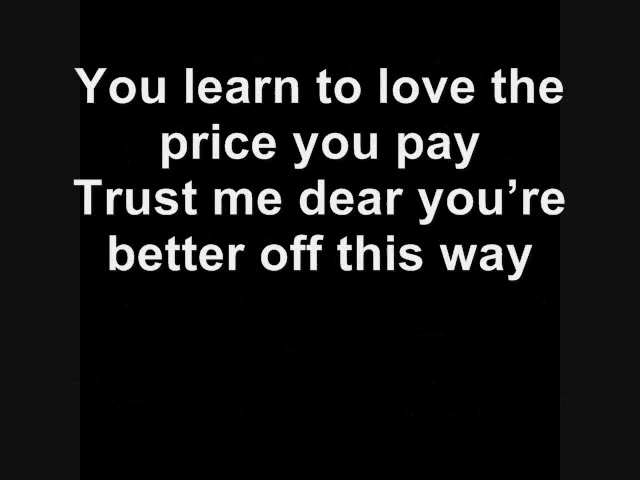 You learn to love the
price you pay
Trust me dear you’re
better off this way